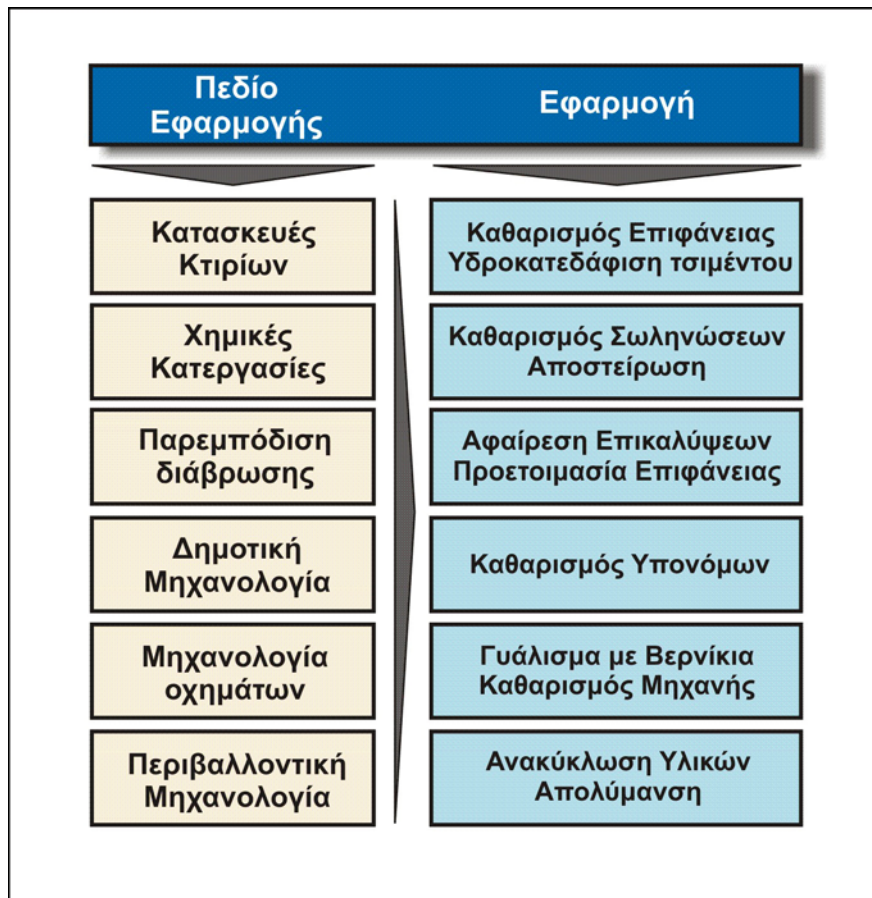 Πεδίο
Εφαρμογής
Εφαρμογή
Κατασκευές
Κτιρίων
Καθαρισμός Επιφάνειας
Υδροκατεδάφιση τσιμέντου
Χημικές
Κατεργασίες
Καθαρισμός Σωληνώσεων
Αποστείρωση
Παρεμπόδιση
διάβρωσης
Αφαίρεση Επικαλύψεων
Προετοιμασία Επιφάνειας
Δημοτική
Μηχανολογία
Καθαρισμός Υπονόμων
Μηχανολογία
οχημάτων
Γυάλισμα με Βερνίκια
Καθαρισμός Μηχανής
Περιβαλλοντική
Μηχανολογία
Ανακύκλωση Υλικών
Απολύμανση